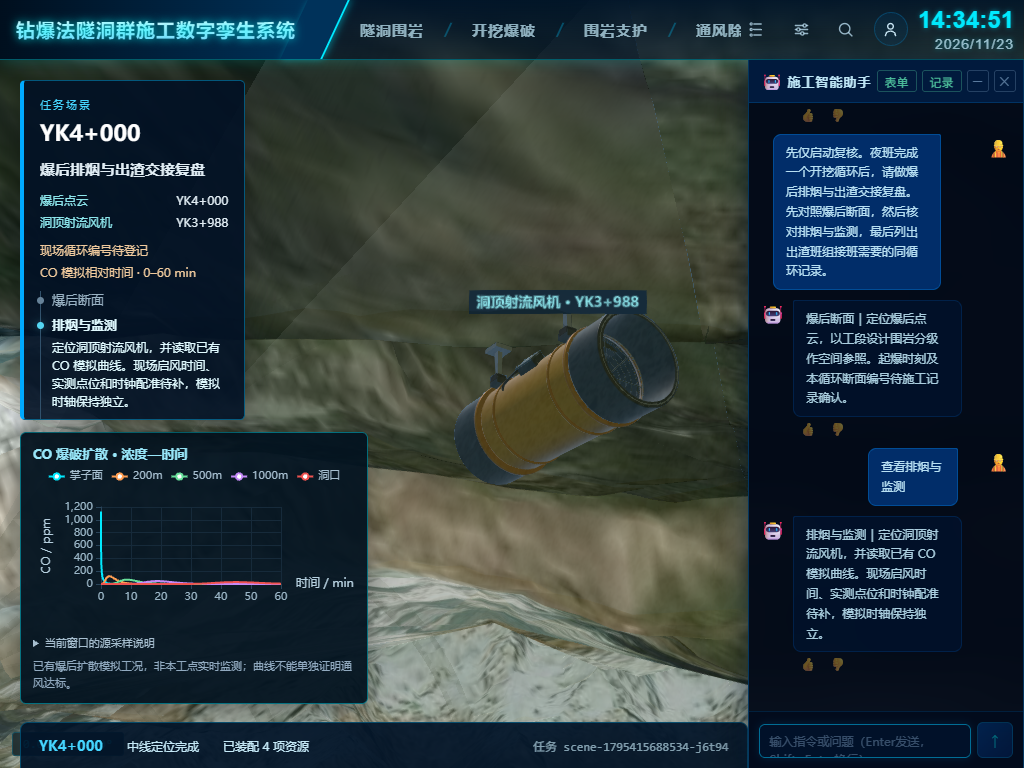 钻爆法隧洞群施工数字孪生系统
隧洞围岩 / 开挖爆破 / 围岩支护 / 通风除
14:34:51
2026/11/23
任务场景
YK4+000
爆后排烟与出渣交接复盘
爆后点云 YK4+000
洞顶射流风机 YK3+988
现场循环编号待登记
CO 模拟相对时间 · 0–60 min
爆后断面
排烟与监测
定位洞顶射流风机，并读取已有
CO 模拟曲线。现场启风时间、
实测点位和时钟配准待补，模拟
时轴保持独立。
CO 爆破扩散 • 浓度—时间
掌子面 200m 500m 1000m 洞口
CO / ppm
1,200
1,000
800
600
400
200
0
0 10 20 30 40 50 60
时间 / min
▶ 当前窗口的源采样说明
已有爆后扩散模拟工况，非本工点实时监测；曲线不能单独证明通
风达标。
洞顶射流风机 • YK3+988
YK4+000 中线定位完成 已装配 4 项资源
任务 scene-1795415688534-j6t94
施工智能助手 表单 记录
先仅启动复核。夜班完成
一个开挖循环后，请做爆
后排烟与出渣交接复盘。
先对照爆后断面，然后核
对排烟与监测，最后列出
出渣班组接班需要的同循
环记录。
爆后断面 | 定位爆后点
云，以工段设计围岩分级
作空间参照。起爆时刻及
本循环断面编号待施工记
录确认。
查看排烟与
监测
排烟与监测 | 定位洞顶射
流风机，并读取已有 CO
模拟曲线。现场启风时
间、实测点位和时钟配准
待补，模拟时轴保持独
立。
输入指令或问题（Enter发送，